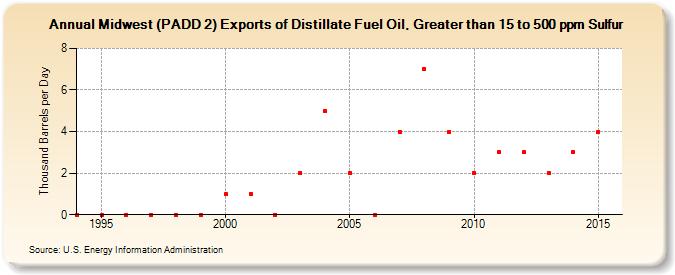 Annual Midwest (PADD 2) Exports of Distillate Fuel Oil, Greater than 15 to 500 ppm Sulfur
Thousand Barrels per Day
8
6
4
2
0
1995 2000 2005 2010 2015
Source: U.S. Energy Information Administration